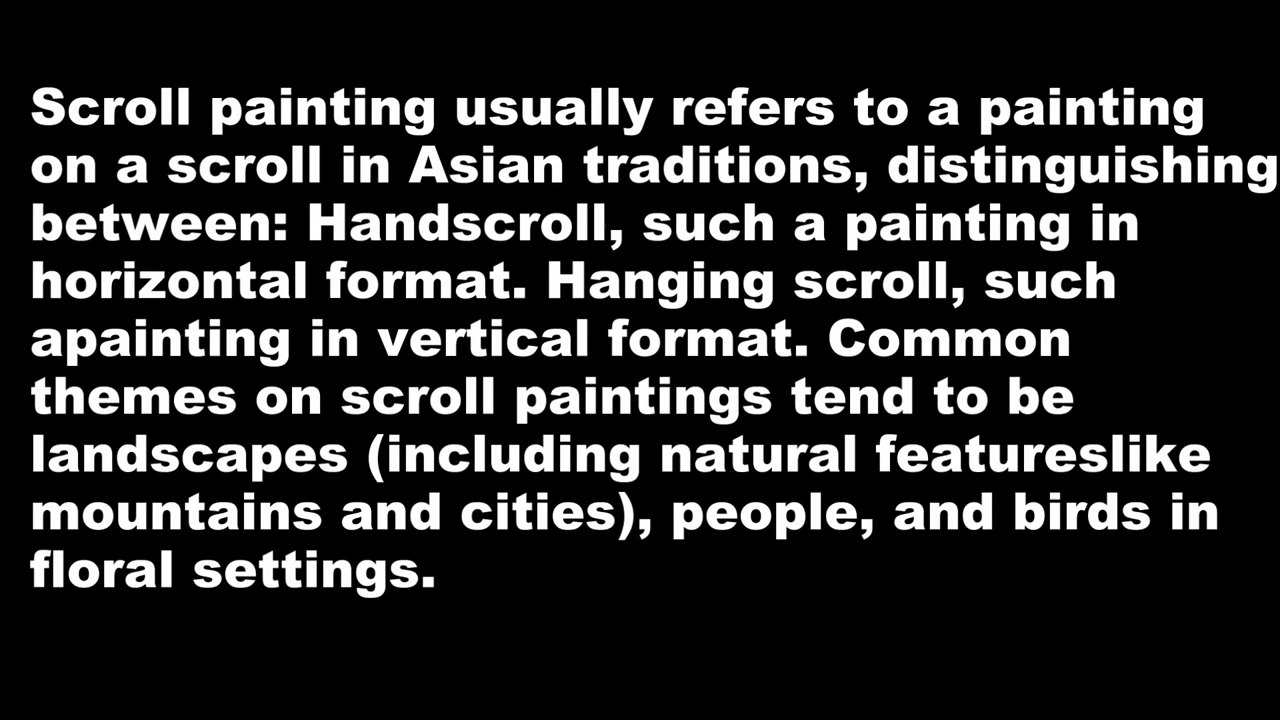 Scroll painting usually refers to a painting
on a scroll in Asian traditions, distinguishing
between: Handscroll, such a painting in
horizontal format. Hanging scroll, such
apainting in vertical format. Common
themes on scroll paintings tend to be
landscapes (including natural featureslike
mountains and cities), people, and birds in
floral settings.